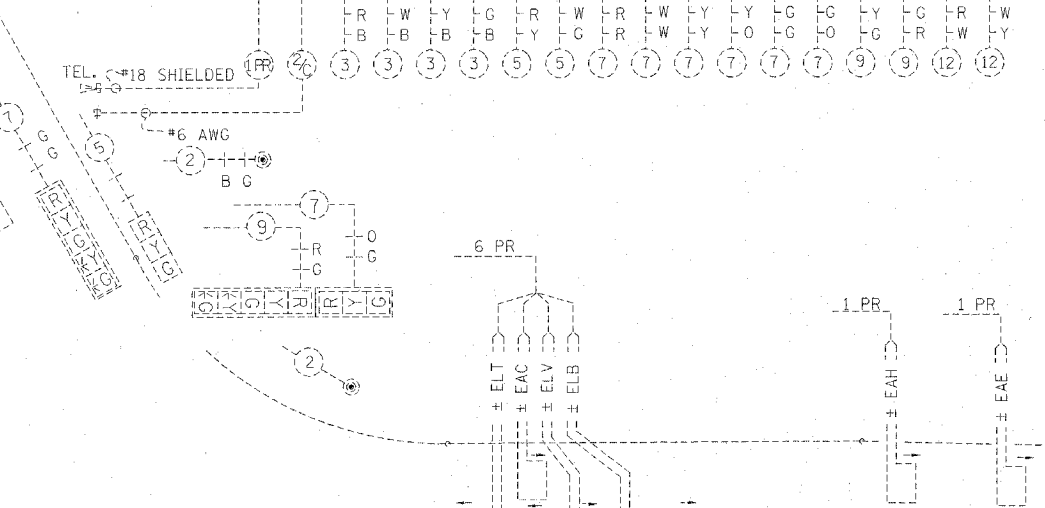 R W Y G R W R W Y Y G G Y G R W
B B B B Y G R W Y O G O G R W Y
1PR 2/C 3 3 3 3 5 5 7 7 7 7 7 7 9 9 12 12
TEL. #18 SHIELDED
#6 AWG
7
G
G
5
2
B G
R
Y
G
Y
G
R
Y
G
7
9
O
R
G
G
G Y G Y R R Y G
2
6 PR
± ELT
± EAC
± ELV
± ELB
1 PR
± EAH
1 PR
± EAE